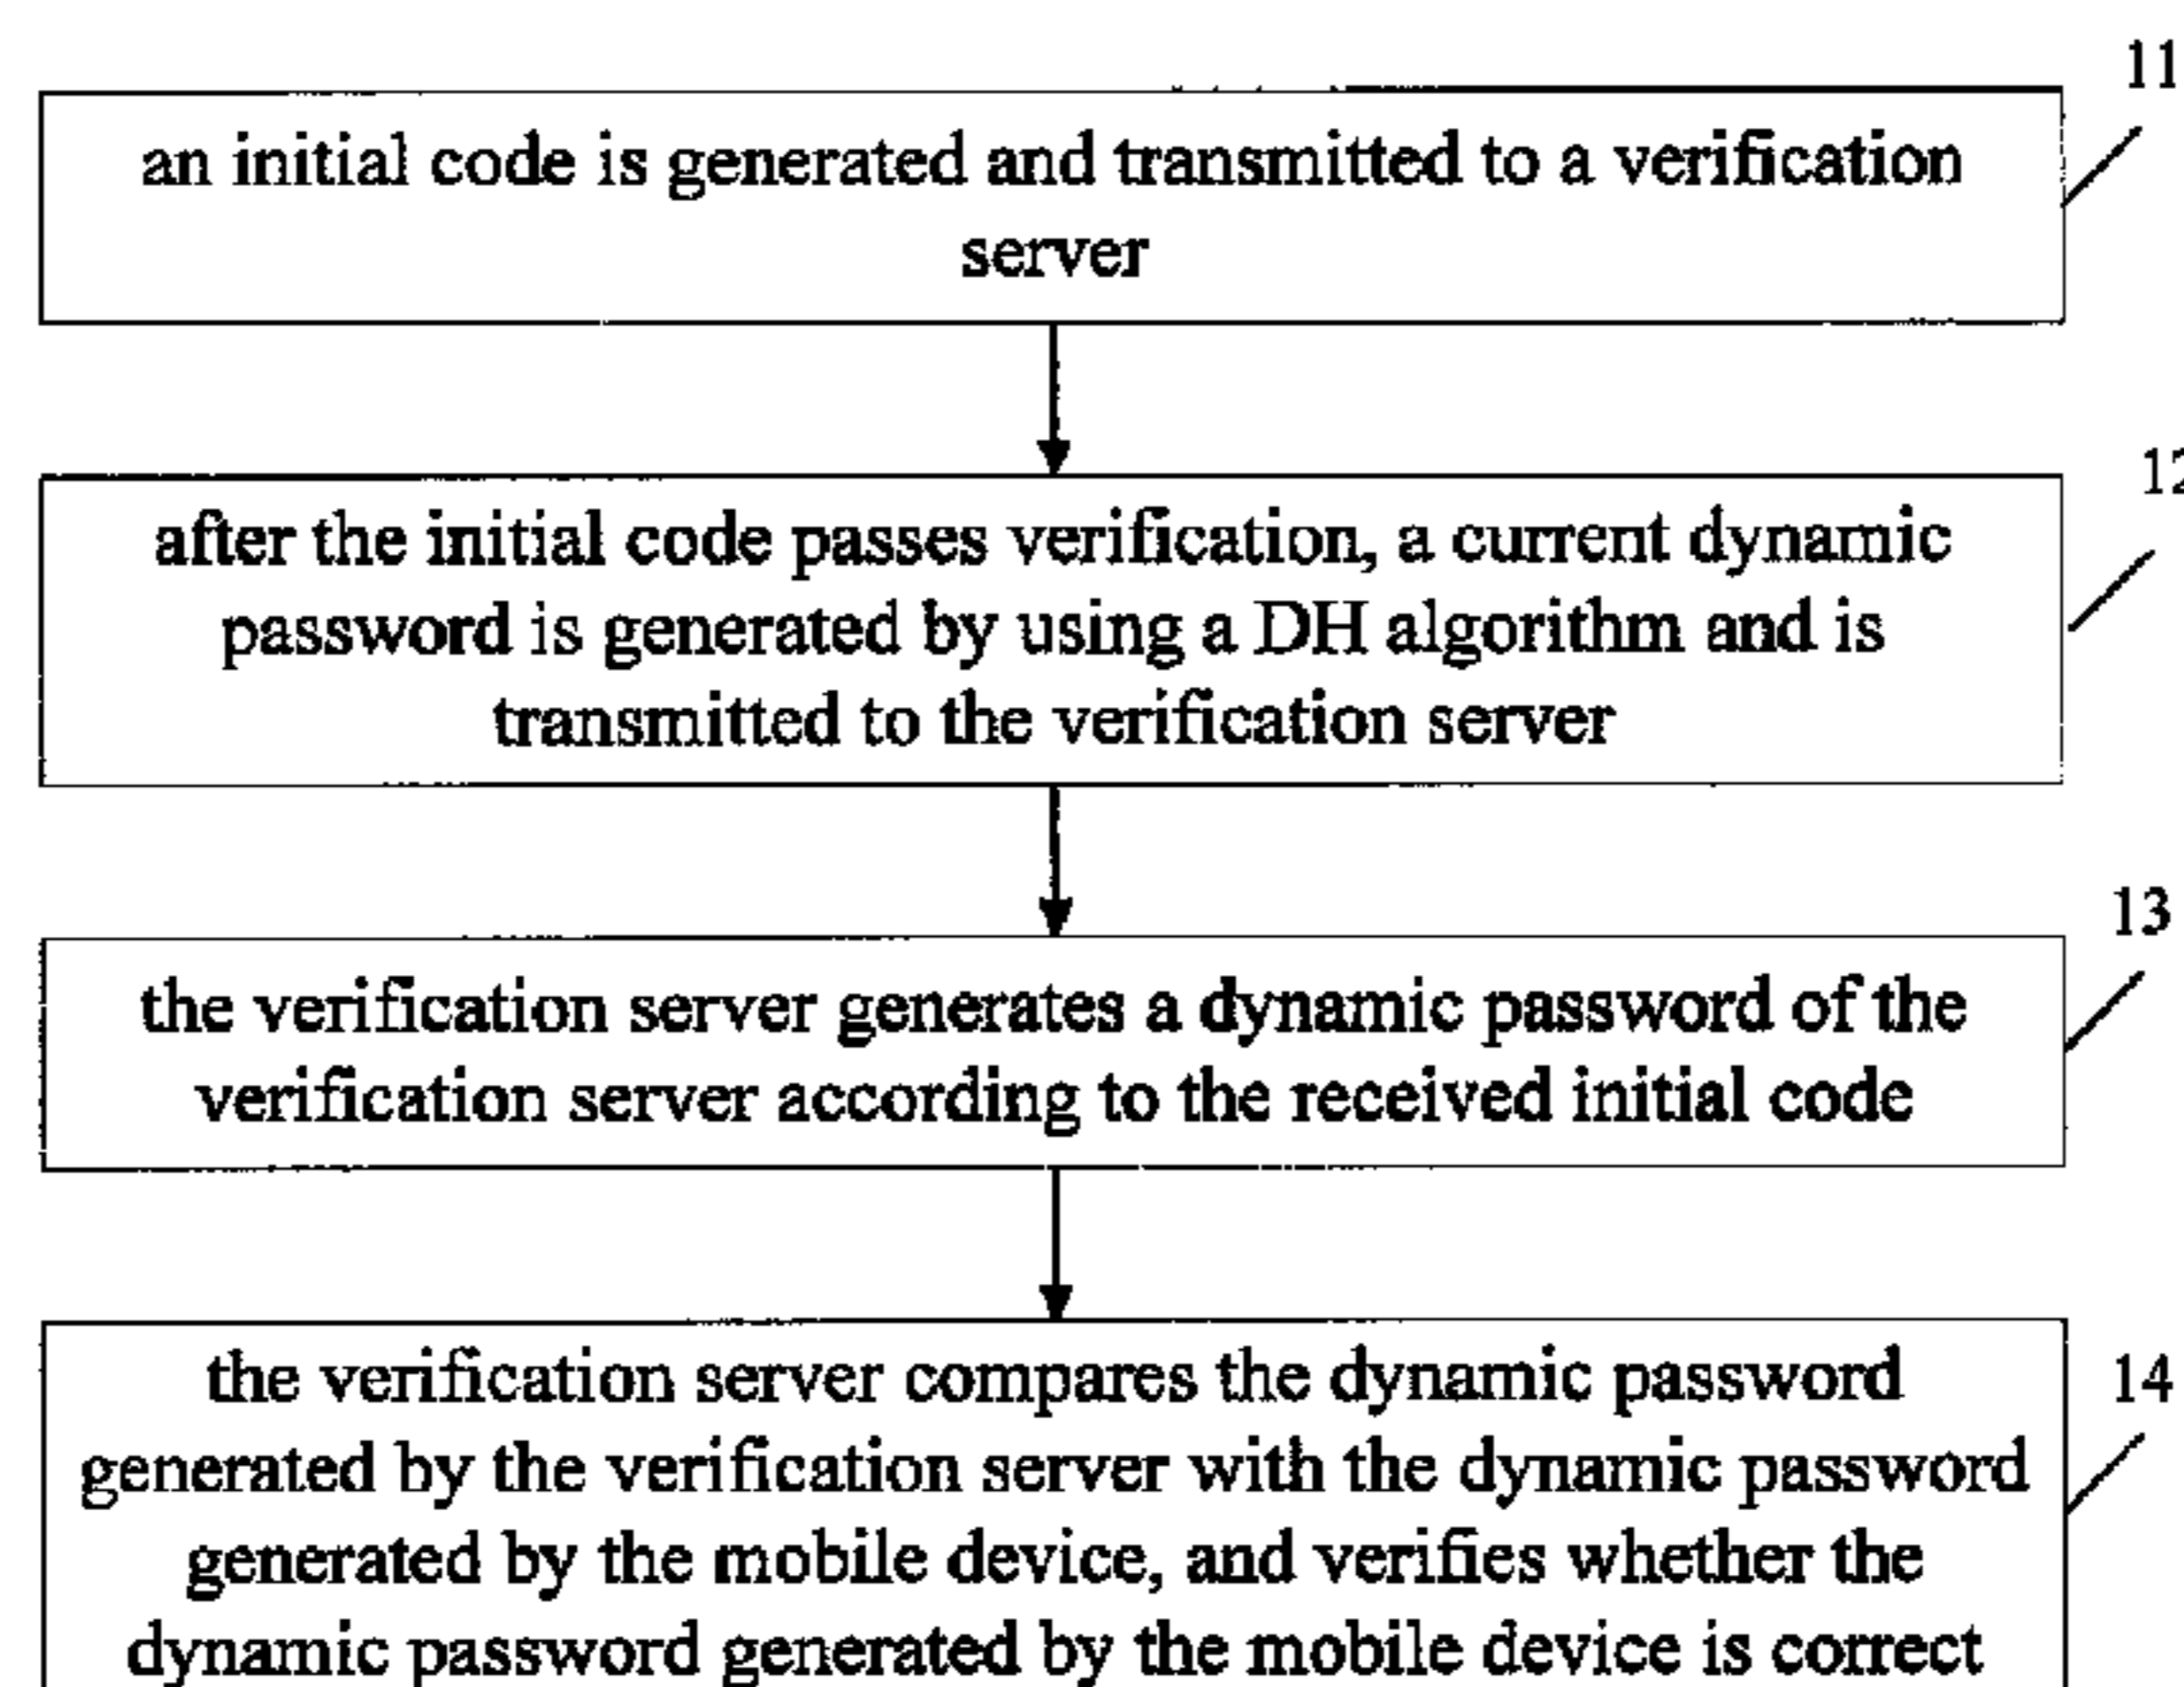 11
an initial code is generated and transmitted to a verification
server
12
after the initial code passes verification, a current dynamic
password is generated by using a DH algorithm and is
transmitted to the verification server
13
the verification server generates a dynamic password of the
verification server according to the received initial code
14
the verification server compares the dynamic password
generated by the verification server with the dynamic password
generated by the mobile device, and verifies whether the
dynamic password generated by the mobile device is correct